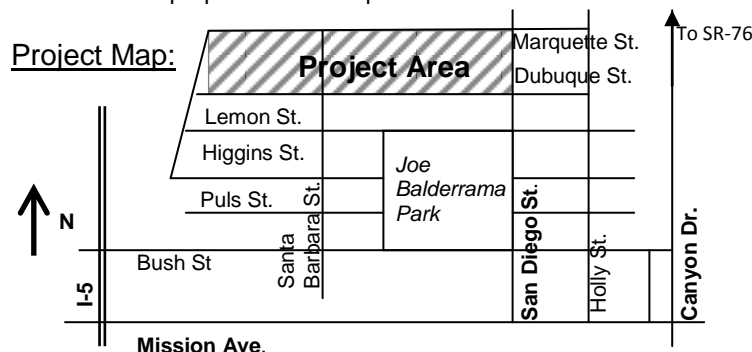 Project Map:
Marquette St.
To SR-76
Project Area
Dubuque St.
Lemon St.
Higgins St.
Joe
Balderrama
Park
Puls St.
Santa
Barbara St.
San Diego St.
Holly St.
Canyon Dr.
N
Bush St
I-5
Mission Ave.